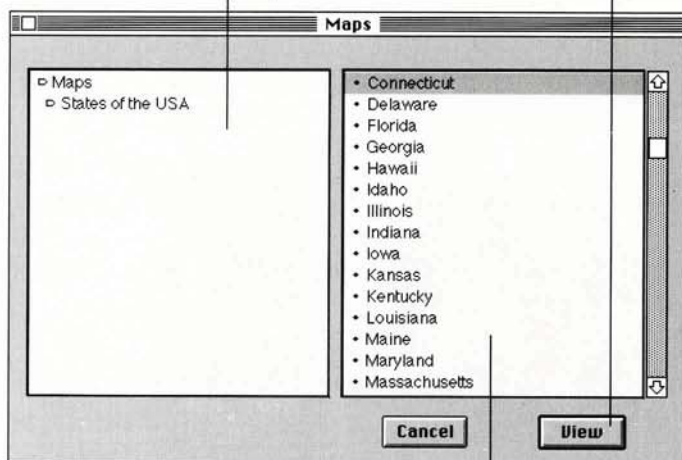 Maps
▷ Maps
▷ States of the USA
• Connecticut
• Delaware
• Florida
• Georgia
• Hawaii
• Idaho
• Illinois
• Indiana
• Iowa
• Kansas
• Kentucky
• Louisiana
• Maine
• Maryland
• Massachusetts
Cancel
View